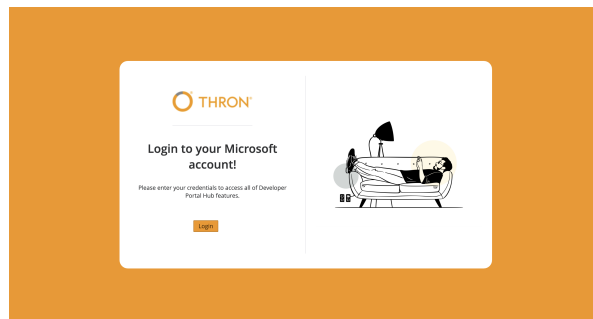 THRON
Login to your Microsoft
account!
Please enter your credentials to access all of Developer
Portal Hub features.
Login